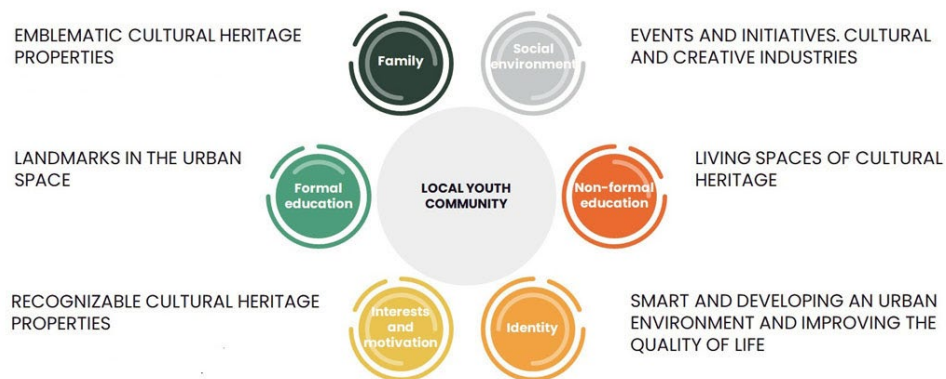 EMBLEMATIC CULTURAL HERITAGE
PROPERTIES
Family
Social
environment
EVENTS AND INITIATIVES. CULTURAL
AND CREATIVE INDUSTRIES
LANDMARKS IN THE URBAN
SPACE
Formal
education
LOCAL YOUTH
COMMUNITY
Non-formal
education
LIVING SPACES OF CULTURAL
HERITAGE
RECOGNIZABLE CULTURAL HERITAGE
PROPERTIES
Interests
and
motivation
Identity
SMART AND DEVELOPING AN URBAN
ENVIRONMENT AND IMPROVING THE
QUALITY OF LIFE